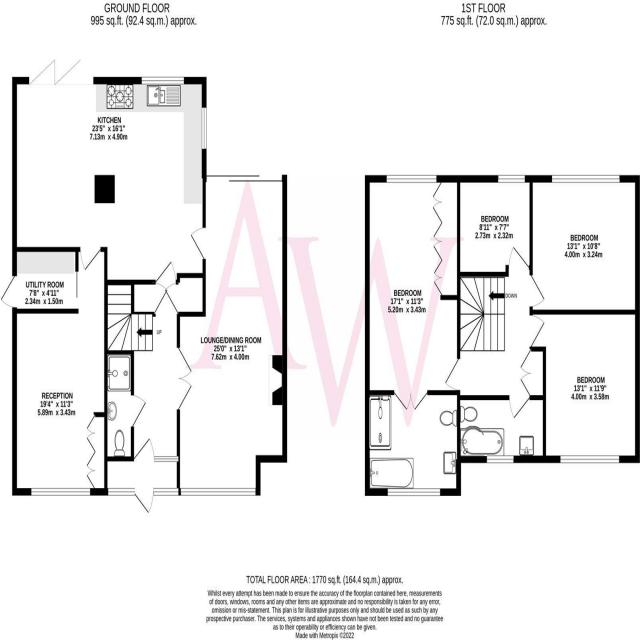 GROUND FLOOR
995 sq.ft. (92.4 sq.m.) approx.
1ST FLOOR
775 sq.ft. (72.0 sq.m.) approx.
KITCHEN
23'5" x 16'1"
7.13m x 4.90m
UTILITY ROOM
7'8" x 4'11"
2.34m x 1.50m
UP
LOUNGE/DINING ROOM
25'0" x 13'1"
7.62m x 4.00m
RECEPTION
19'4" x 11'3"
5.89m x 3.43m
AW
BEDROOM
8'11" x 7'7"
2.73m x 2.32m
BEDROOM
13'1" x 10'8"
4.00m x 3.24m
BEDROOM
17'1" x 11'3"
5.20m x 3.43m
DOWN
BEDROOM
13'1" x 11'9"
4.00m x 3.58m
TOTAL FLOOR AREA : 1770 sq.ft. (164.4 sq.m.) approx.
Whilst every attempt has been made to ensure the accuracy of the floorplan contained here, measurements
of doors, windows, rooms and any other items are approximate and no responsibility is taken for any error,
omission or mis-statement. This plan is for illustrative purposes only and should be used as such by any
prospective purchaser. The services, systems and appliances shown have not been tested and no guarantee
as to their operability or efficiency can be given.
Made with Metropix ©2022